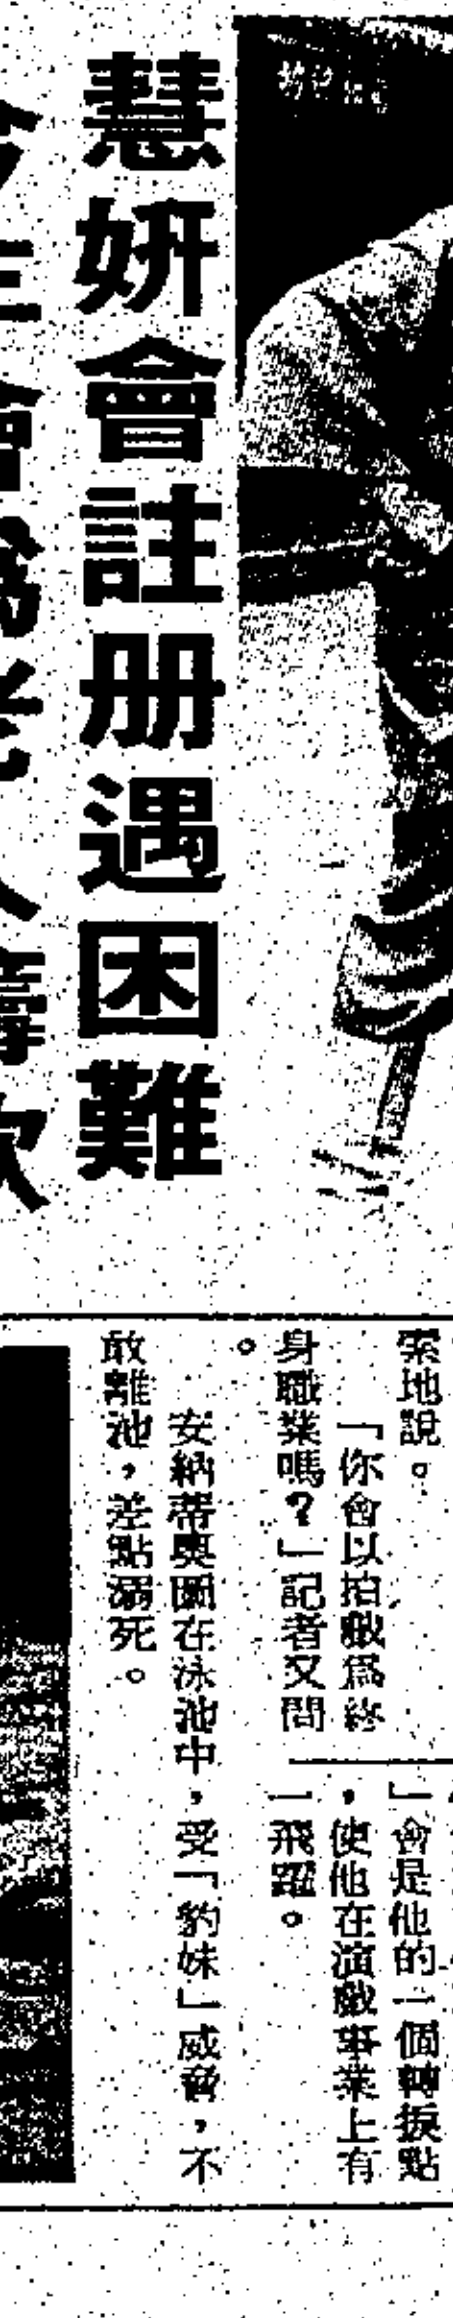 慧妍會註册遇困難
索地說。
「你會以拍戲爲終
身職業嗎?」記者又問
。
」會是他的一個轉捩點
,使他在演戲事業上有
一飛躍。
安納蒂奧圖在泳池中,受「豹妹」威脅,不
敢離池,差點溺死。